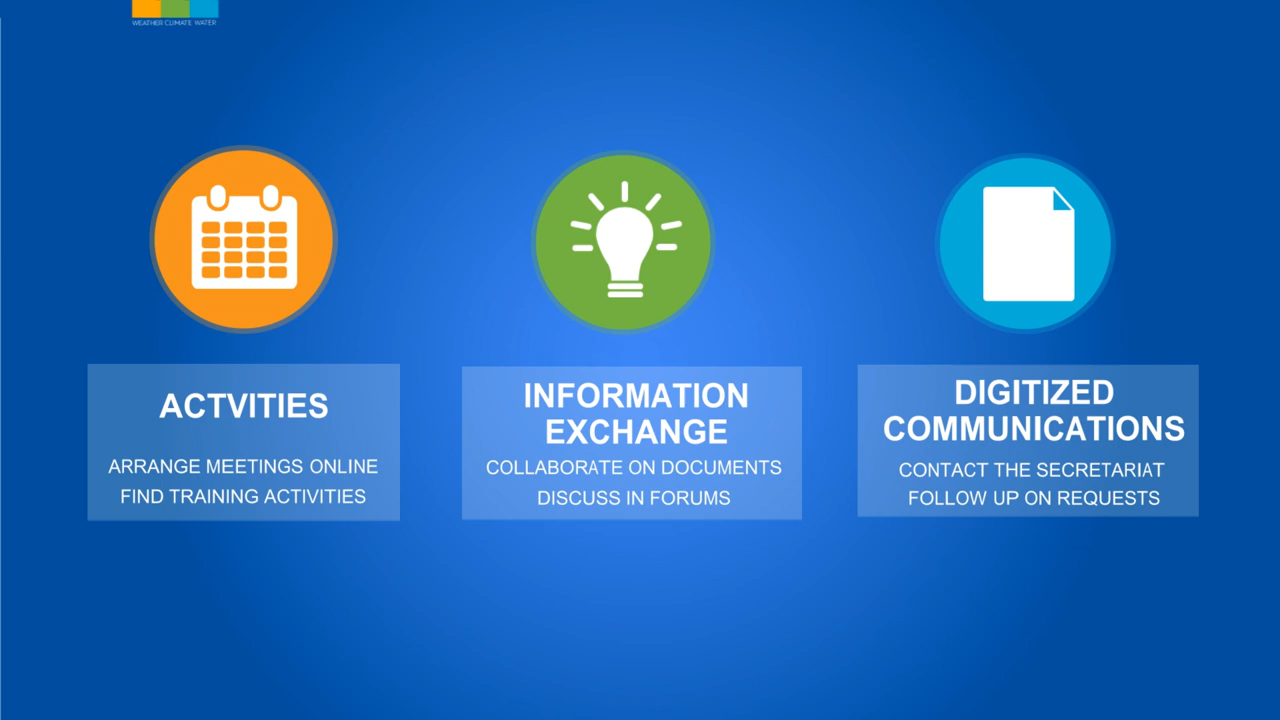 WEATHER CLIMATE WATER
ACTVITIES
ARRANGE MEETINGS ONLINE
FIND TRAINING ACTIVITIES
INFORMATION
EXCHANGE
COLLABORATE ON DOCUMENTS
DISCUSS IN FORUMS
DIGITIZED
COMMUNICATIONS
CONTACT THE SECRETARIAT
FOLLOW UP ON REQUESTS